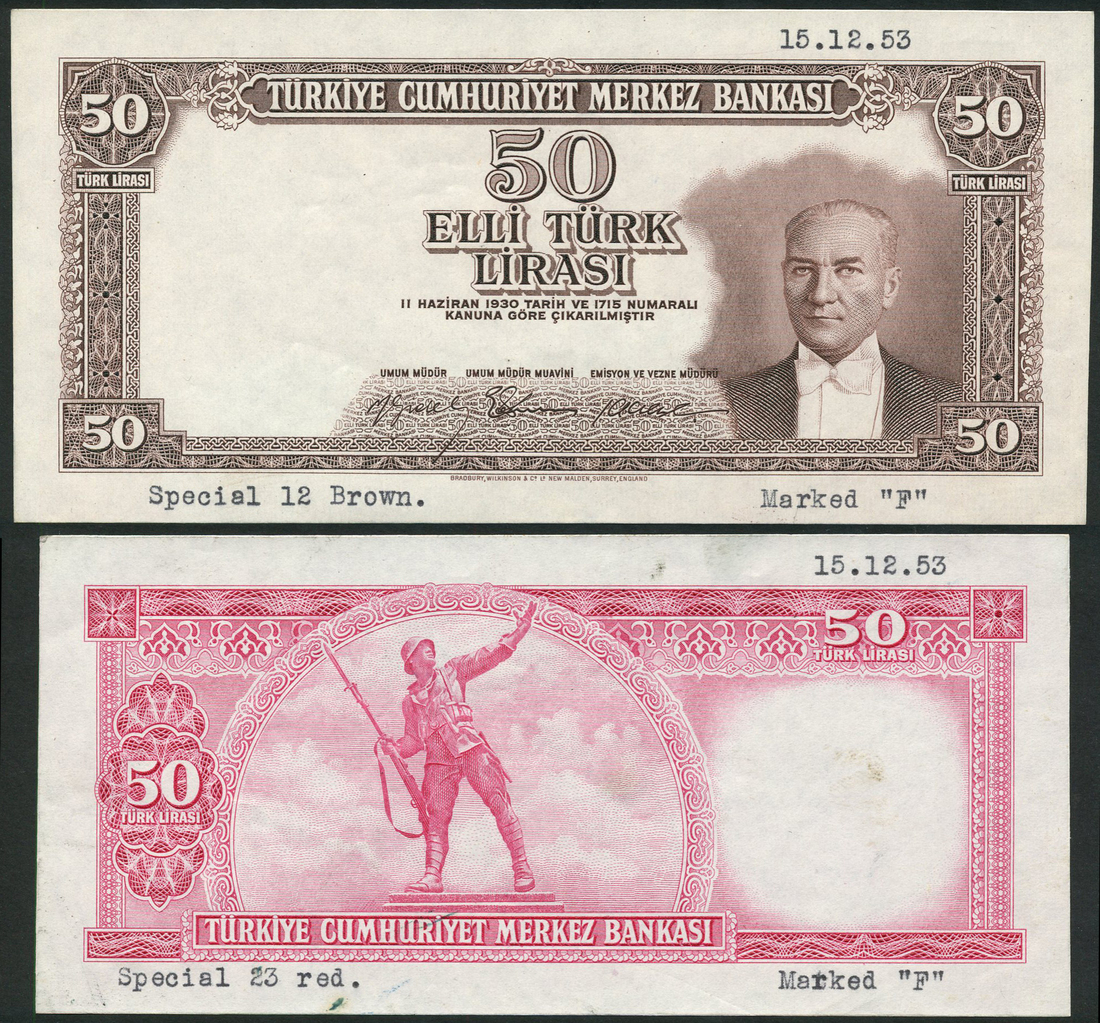 15.12.53
50 TÜRKİYE CUMHURİYET MERKEZ BANKASI 50
TÜRK LİRASI 50 TÜRK LİRASI
ELLİ TÜRK
LİRASI
11 HAZİRAN 1930 TARİH VE 1715 NUMARALI
KANUNA GÖRE ÇIKARILMIŞTIR
UMUM MÜDÜR UMUM MÜDÜR MUAVİNİ EMİSYON VE VEZNE MÜDÜRÜ
50 50
BRADBURY, WILKINSON & Cº Lº NEW MALDEN, SURREY, ENGLAND
Special 12 Brown. Marked "F"
15.12.53
50
TÜRK LİRASI
50
TÜRK LİRASI
TÜRKİYE CUMHURİYET MERKEZ BANKASI
Special 23 red. Marked "F"